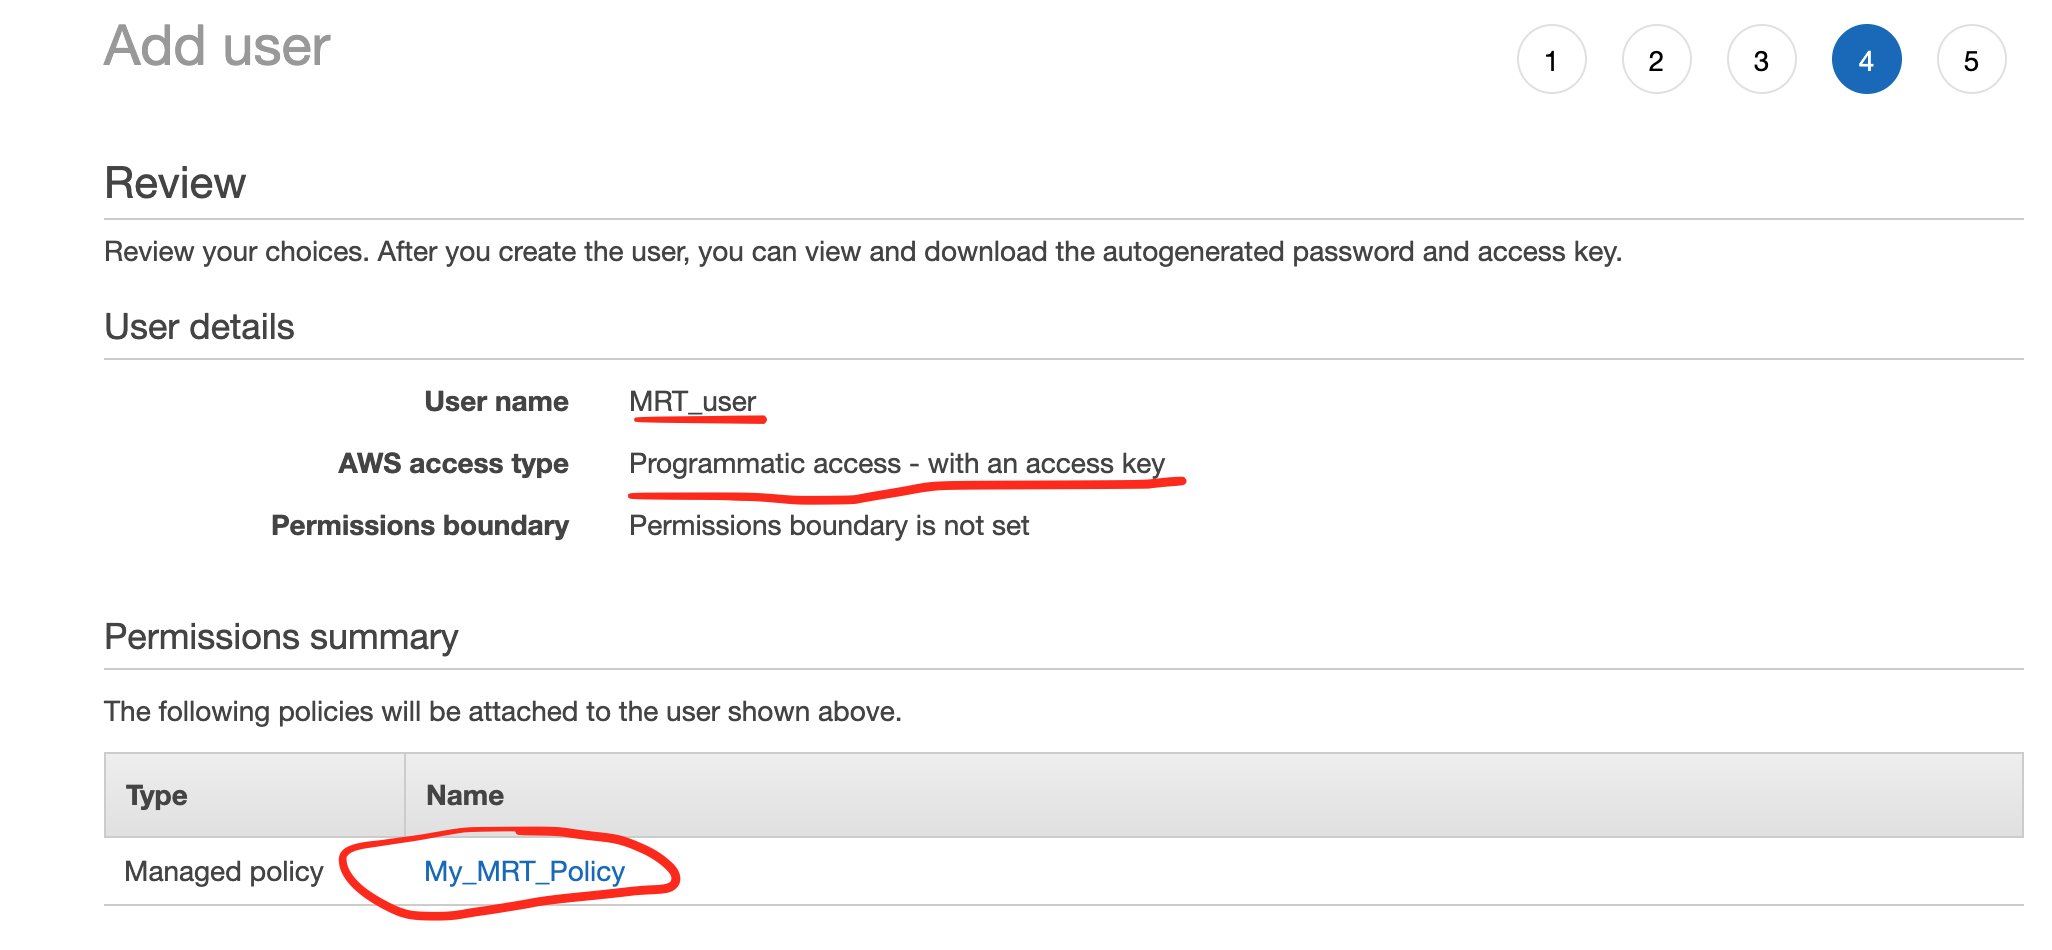 Add user
1 2 3 4 5
Review
Review your choices. After you create the user, you can view and download the autogenerated password and access key.
User details
User name MRT_user
AWS access type Programmatic access - with an access key
Permissions boundary Permissions boundary is not set
Permissions summary
The following policies will be attached to the user shown above.
Type Name
Managed policy My_MRT_Policy